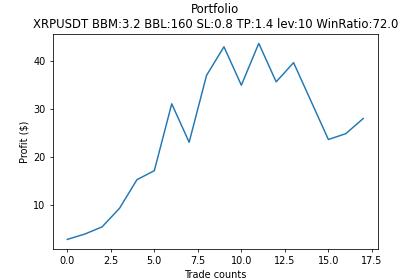 Portfolio
XRPUSDT BBM:3.2 BBL:160 SL:0.8 TP:1.4 lev:10 WinRatio:72.0
40
30
20
10
Profit ($)
0.0 2.5 5.0 7.5 10.0 12.5 15.0 17.5
Trade counts